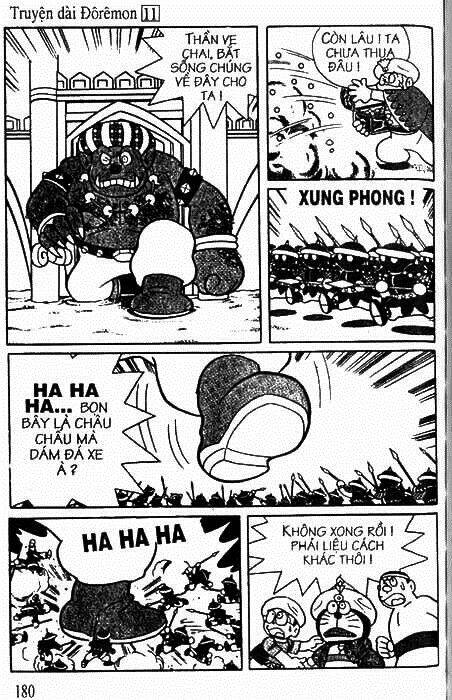 Truyện dài Đôrêmon 11
THẦN VE
CHAI, BẮT
SỐNG CHÚNG
VỀ ĐÂY CHO
TA !
CÒN LÂU ! TA
CHƯA THUA
ĐÂU !
XUNG PHONG !
HA HA
HA... BỌN
BÂY LÀ CHÂU
CHẤU MÀ
DÁM ĐÁ XE
À ?
HA HA HA
KHÔNG XONG RỒI !
PHẢI LIỆU CÁCH
KHÁC THÔI !
180